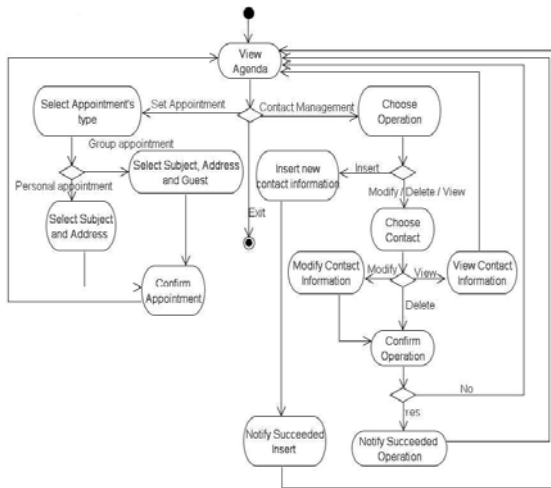 View
Agenda
Select Appointment's
type
Set Appointment
Contact Management
Choose
Operation
Group appointment
Select Subject, Address
and Guest
Insert new
contact information
Insert
Personal appointment
Modify / Delete / View
Select Subject
and Address
Exit
Choose
Contact
Modify Contact
Information
Modify
View
View Contact
Information
Confirm
Appointment
Delete
Confirm
Operation
No
Yes
Notify Succeeded
Insert
Notify Succeeded
Operation